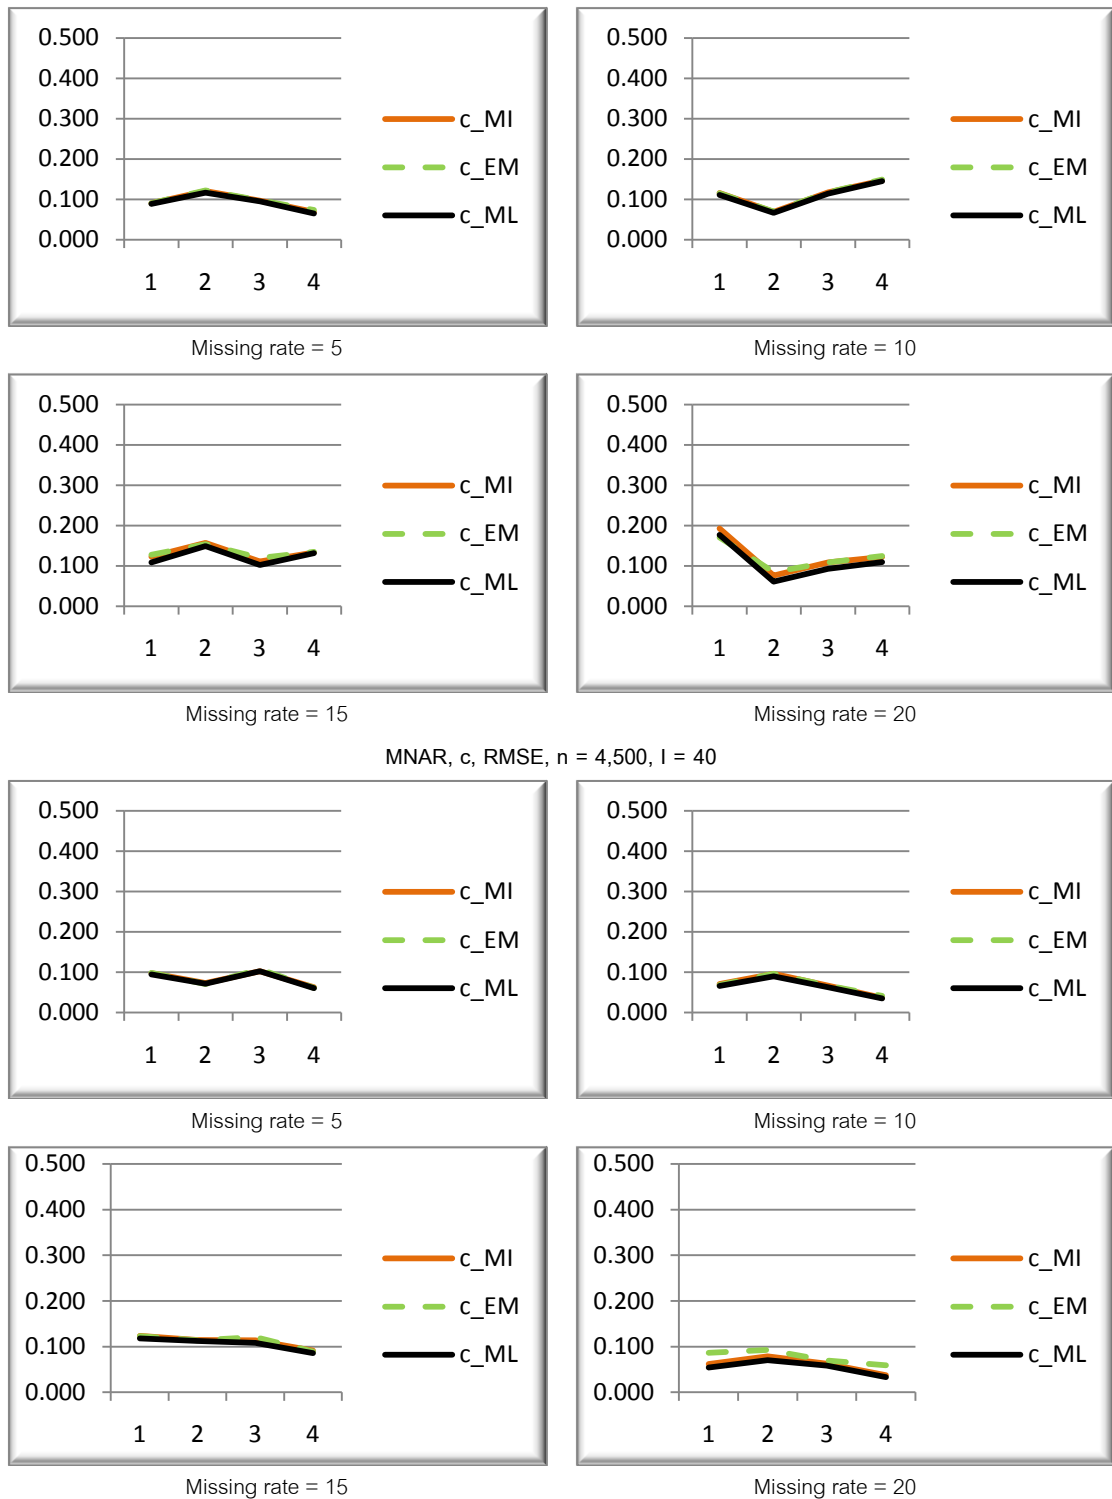 0.500
0.400
0.300
0.200
0.100
0.000
1 2 3 4
c_MI
c_EM
c_ML
Missing rate = 5
0.500
0.400
0.300
0.200
0.100
0.000
1 2 3 4
c_MI
c_EM
c_ML
Missing rate = 10
0.500
0.400
0.300
0.200
0.100
0.000
1 2 3 4
c_MI
c_EM
c_ML
Missing rate = 15
0.500
0.400
0.300
0.200
0.100
0.000
1 2 3 4
c_MI
c_EM
c_ML
Missing rate = 20
MNAR, c, RMSE, n = 4,500, I = 40
0.500
0.400
0.300
0.200
0.100
0.000
1 2 3 4
c_MI
c_EM
c_ML
Missing rate = 5
0.500
0.400
0.300
0.200
0.100
0.000
1 2 3 4
c_MI
c_EM
c_ML
Missing rate = 10
0.500
0.400
0.300
0.200
0.100
0.000
1 2 3 4
c_MI
c_EM
c_ML
Missing rate = 15
0.500
0.400
0.300
0.200
0.100
0.000
1 2 3 4
c_MI
c_EM
c_ML
Missing rate = 20